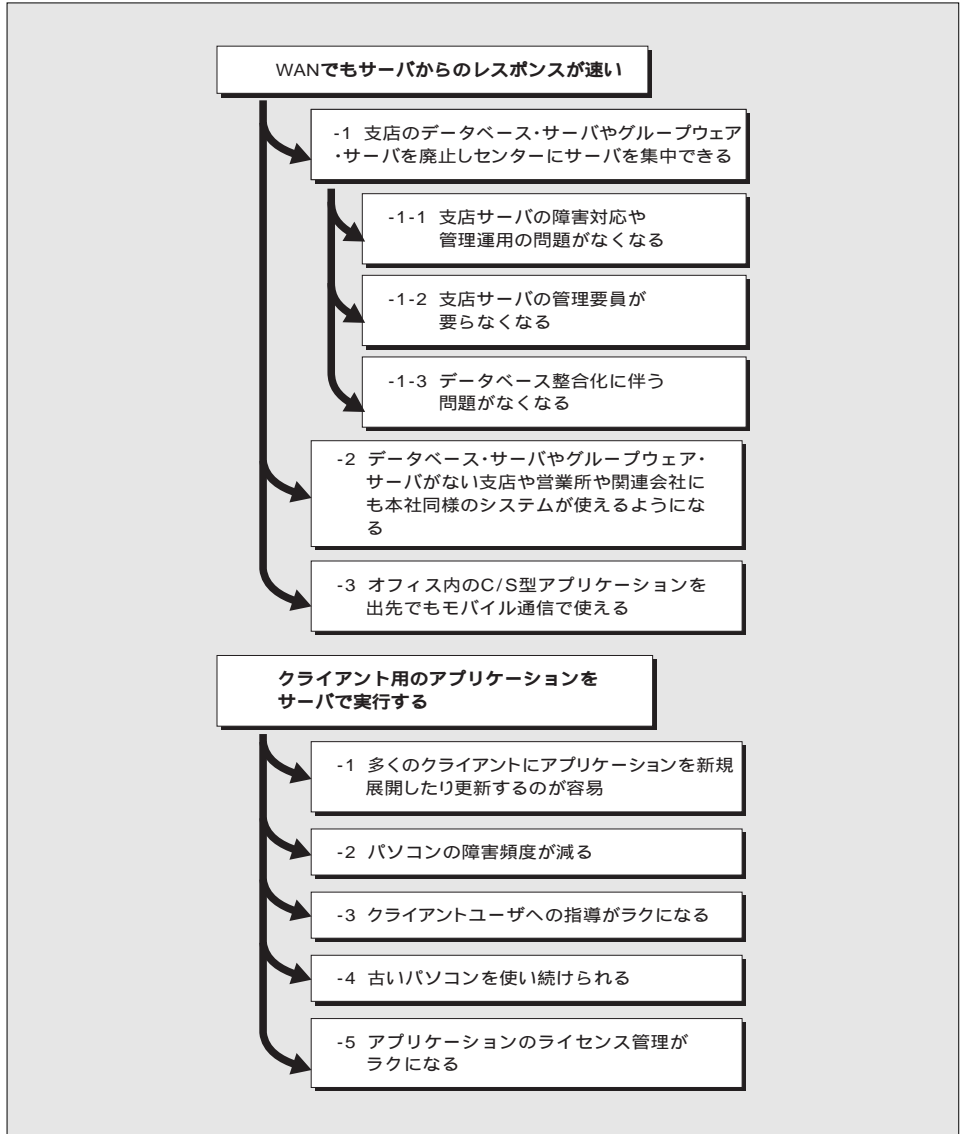 WANでもサーバからのレスポンスが速い
-1 支店のデータベース・サーバやグループウェア
・サーバを廃止しセンターにサーバを集中できる
-1-1 支店サーバの障害対応や
管理運用の問題がなくなる
-1-2 支店サーバの管理要員が
要らなくなる
-1-3 データベース整合化に伴う
問題がなくなる
-2 データベース・サーバやグループウェア・
サーバがない支店や営業所や関連会社に
も本社同様のシステムが使えるようにな
る
-3 オフィス内のC/S型アプリケーションを
出先でもモバイル通信で使える
クライアント用のアプリケーションを
サーバで実行する
-1 多くのクライアントにアプリケーションを新規
展開したり更新するのが容易
-2 パソコンの障害頻度が減る
-3 クライアントユーザへの指導がラクになる
-4 古いパソコンを使い続けられる
-5 アプリケーションのライセンス管理が
ラクになる